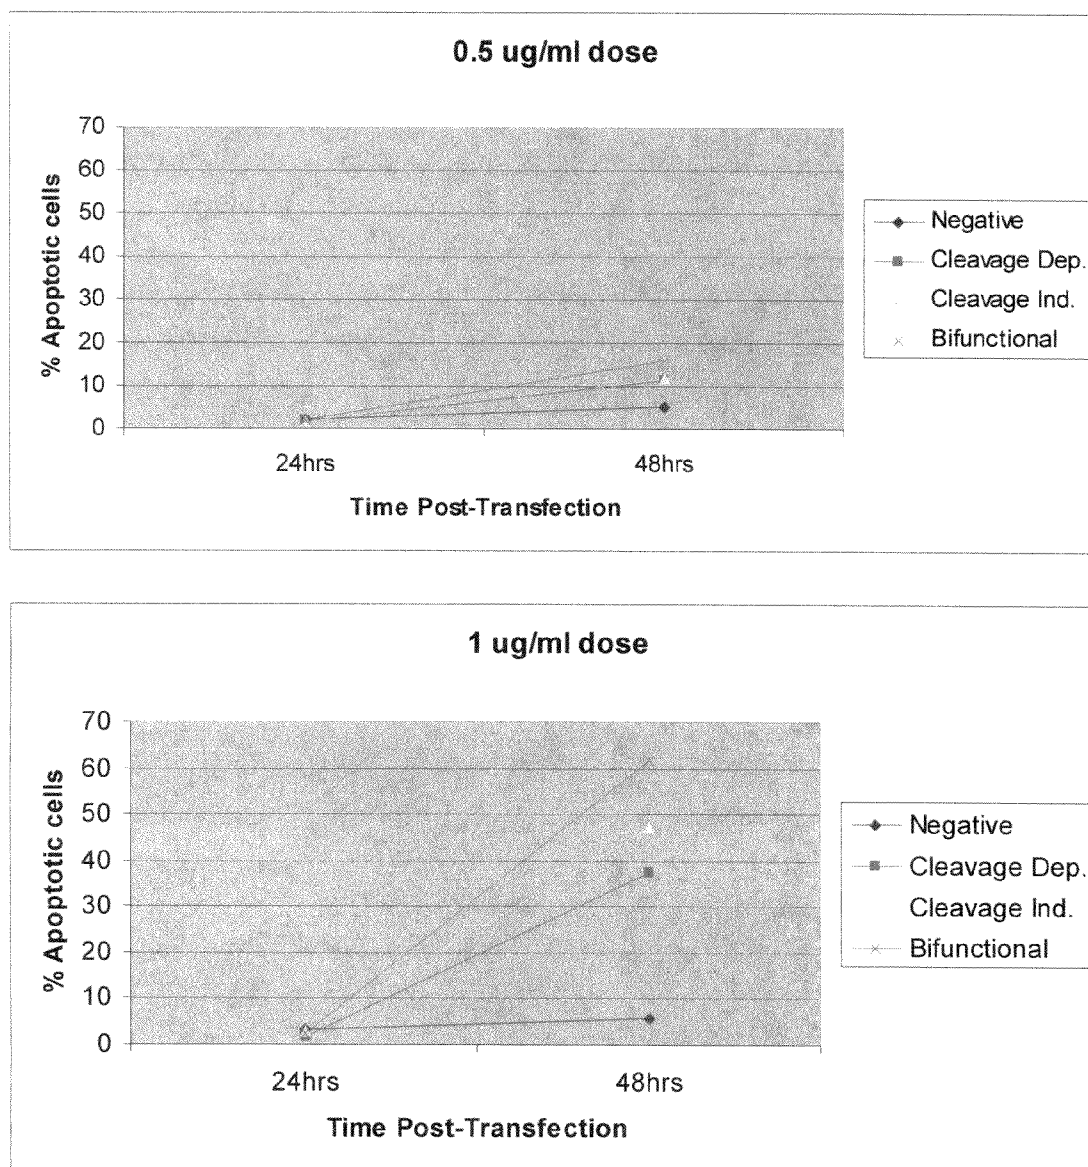 0.5 ug/ml dose
70
60
50
40
30
20
10
0
% Apoptotic cells
24hrs
48hrs
Time Post-Transfection
Negative
Cleavage Dep.
Cleavage Ind.
Bifunctional
1 ug/ml dose
70
60
50
40
30
20
10
0
% Apoptotic cells
24hrs
48hrs
Time Post-Transfection
Negative
Cleavage Dep.
Cleavage Ind.
Bifunctional